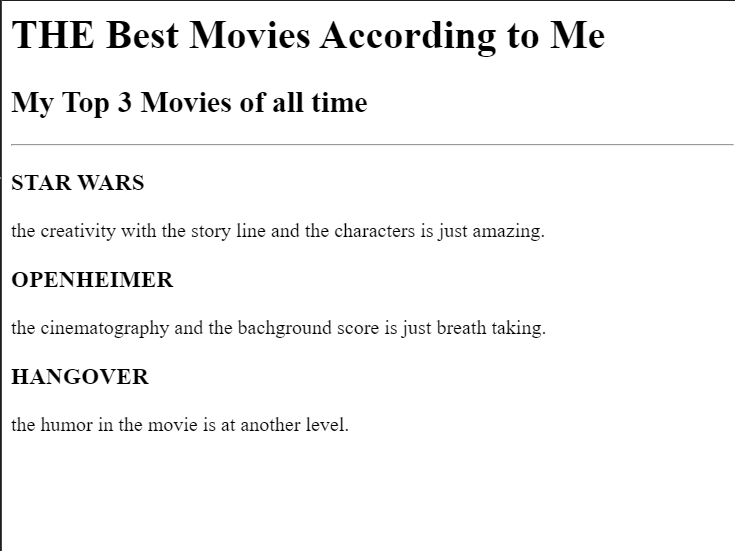 THE Best Movies According to Me
My Top 3 Movies of all time
STAR WARS
the creativity with the story line and the characters is just amazing.
OPENHEIMER
the cinematography and the bachground score is just breath taking.
HANGOVER
the humor in the movie is at another level.